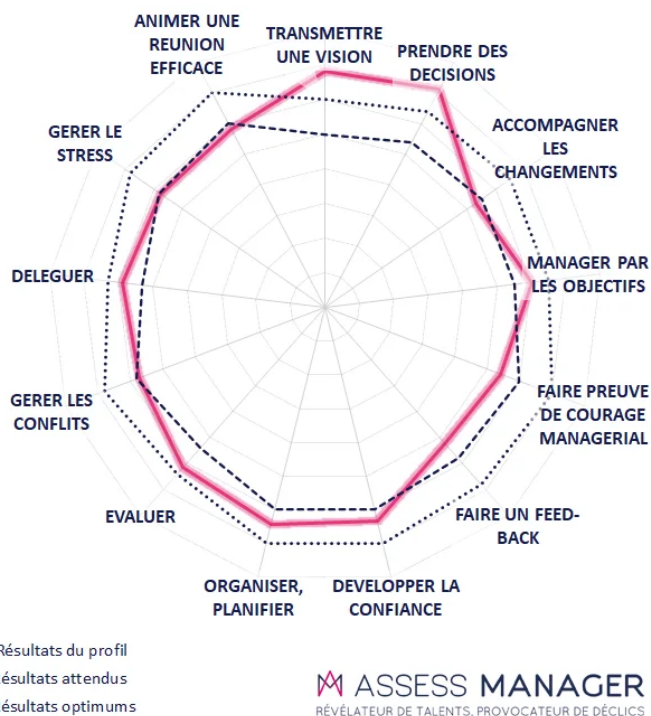 ANIMER UNE
REUNION
EFFICACE
TRANSMETTRE
UNE VISION
PRENDRE DES
DECISIONS
ACCOMPAGNER
LES
CHANGEMENTS
MANAGER PAR
LES OBJECTIFS
FAIRE PREUVE
DE COURAGE
MANAGERIAL
FAIRE UN FEED-
BACK
DEVELOPPER LA
CONFIANCE
ORGANISER,
PLANIFIER
EVALUER
GERER LES
CONFLITS
DELEGUER
GERER LE
STRESS
Résultats du profil
ésultats attendus
ésultats optimums
ASSESS MANAGER
RÉVÉLATEUR DE TALENTS, PROVOCATEUR DE DÉCLICS